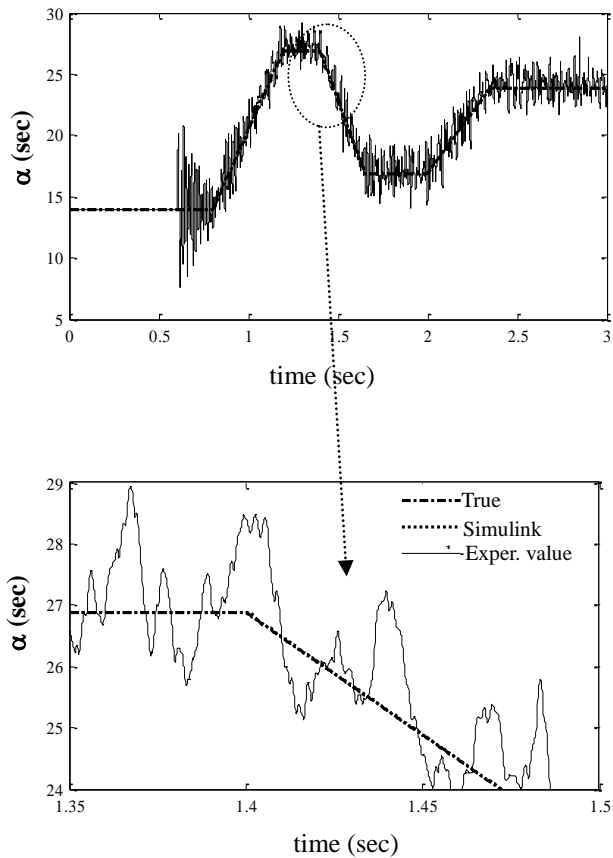 30
25
20
15
10
5
α (sec)
0 0.5 1 1.5 2 2.5 3
time (sec)
29
28
27
26
25
24
α (sec)
True
Simulink
Exper. value
1.35 1.4 1.45 1.5
time (sec)